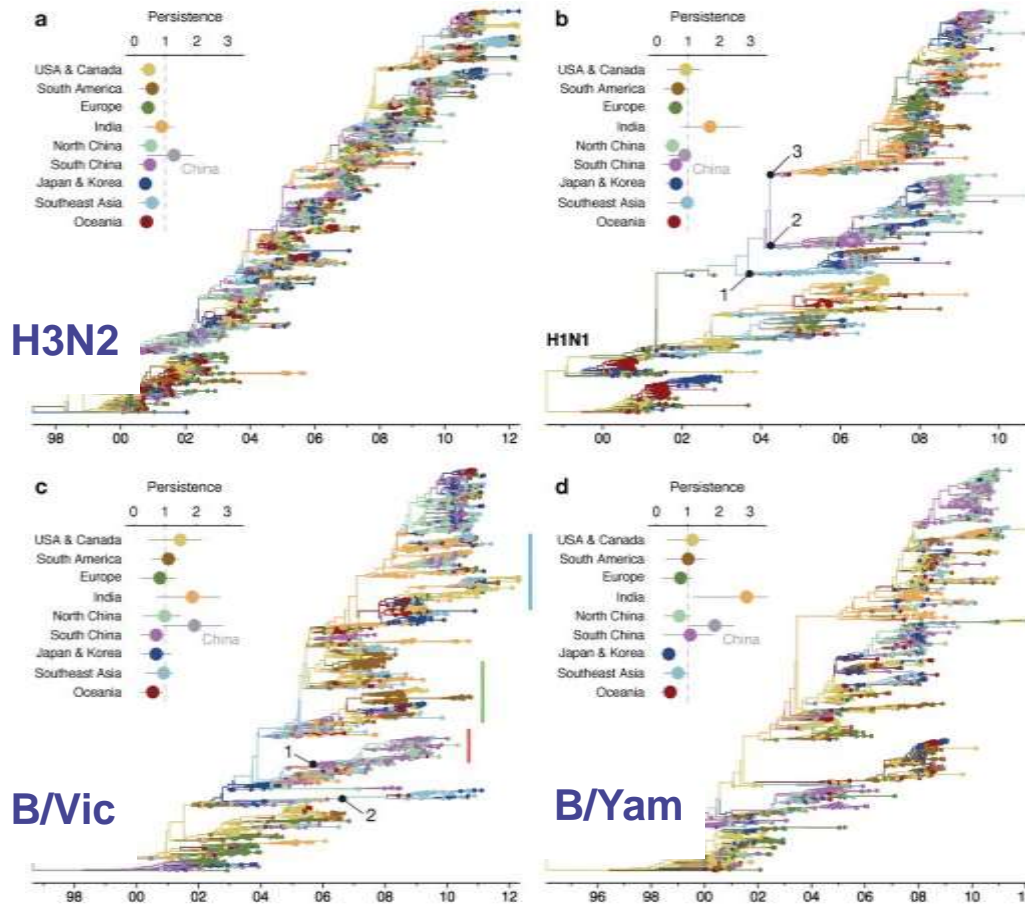 a
Persistence
0 1 2 3
USA & Canada
South America
Europe
India
North China
South China
China
Japan & Korea
Southeast Asia
Oceania
H3N2
98 00 02 04 06 08 10 12
b
Persistence
0 1 2 3
USA & Canada
South America
Europe
India
North China
South China
China
Japan & Korea
Southeast Asia
Oceania
3
2
1
H1N1
00 02 04 06 08 10
c
Persistence
0 1 2 3
USA & Canada
South America
Europe
India
North China
South China
China
Japan & Korea
Southeast Asia
Oceania
1
2
B/Vic
98 00 02 04 06 08 10 12
d
Persistence
0 1 2 3
USA & Canada
South America
Europe
India
North China
South China
China
Japan & Korea
Southeast Asia
Oceania
B/Yam
96 98 00 02 04 06 08 10